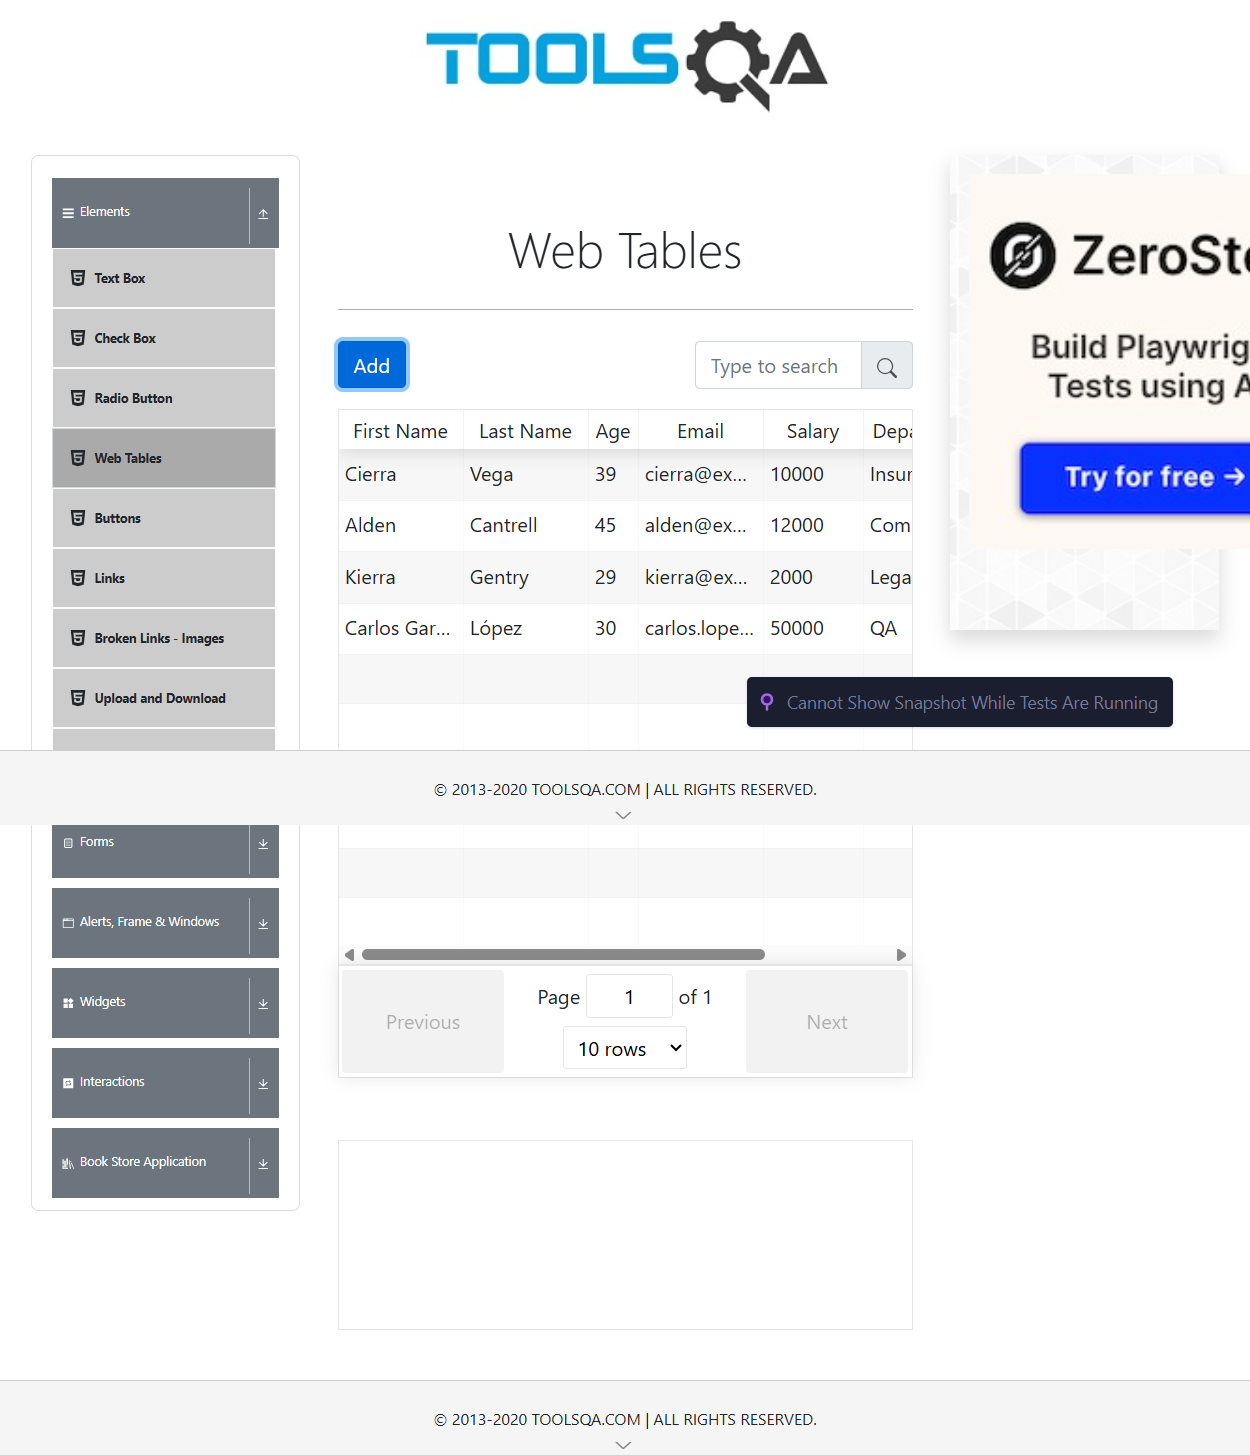 TOOLSQA
Elements
Text Box
Check Box
Radio Button
Web Tables
Buttons
Links
Broken Links - Images
Upload and Download
Web Tables
Add
Type to search
First Name Last Name Age Email Salary Depa
Cierra Vega 39 cierra@ex... 10000 Insur
Alden Cantrell 45 alden@ex... 12000 Com
Kierra Gentry 29 kierra@ex... 2000 Lega
Carlos Gar... López 30 carlos.lope... 50000 QA
ZeroSte
Build Playwrig
Tests using A
Try for free →
Cannot Show Snapshot While Tests Are Running
© 2013-2020 TOOLSQA.COM | ALL RIGHTS RESERVED.
Forms
Alerts, Frame & Windows
Widgets
Interactions
Book Store Application
Previous
Page 1 of 1
10 rows
Next
© 2013-2020 TOOLSQA.COM | ALL RIGHTS RESERVED.